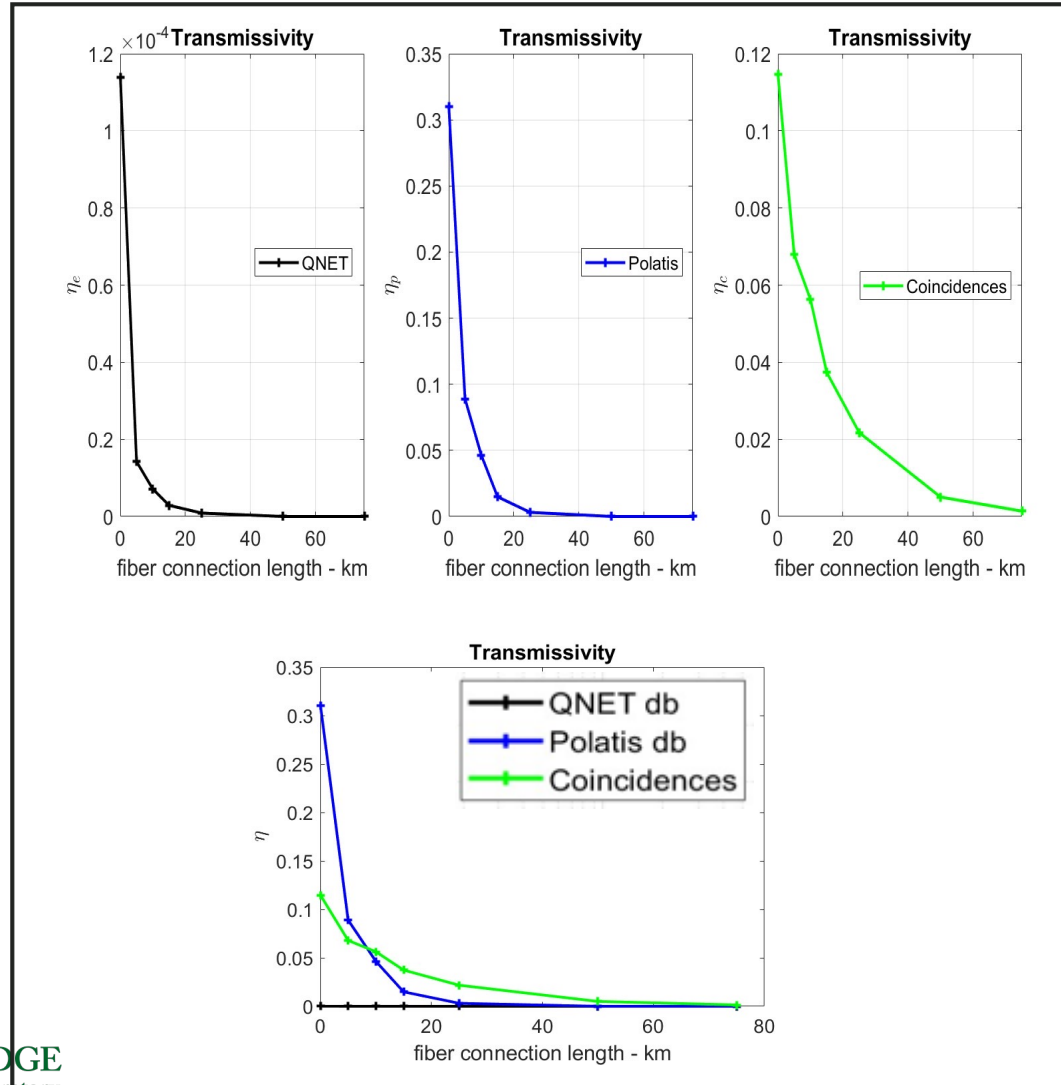 ×10⁻⁴ Transmissivity
1.2
1
0.8
0.6
0.4
0.2
0
η_e
QNET
0 20 40 60
fiber connection length - km
Transmissivity
0.35
0.3
0.25
0.2
0.15
0.1
0.05
0
η_p
Polatis
0 20 40 60
fiber connection length - km
Transmissivity
0.12
0.1
0.08
0.06
0.04
0.02
0
η_c
Coincidences
0 20 40 60
fiber connection length - km
Transmissivity
0.35
0.3
0.25
0.2
0.15
0.1
0.05
0
η
QNET db
Polatis db
Coincidences
0 20 40 60 80
fiber connection length - km
DGE